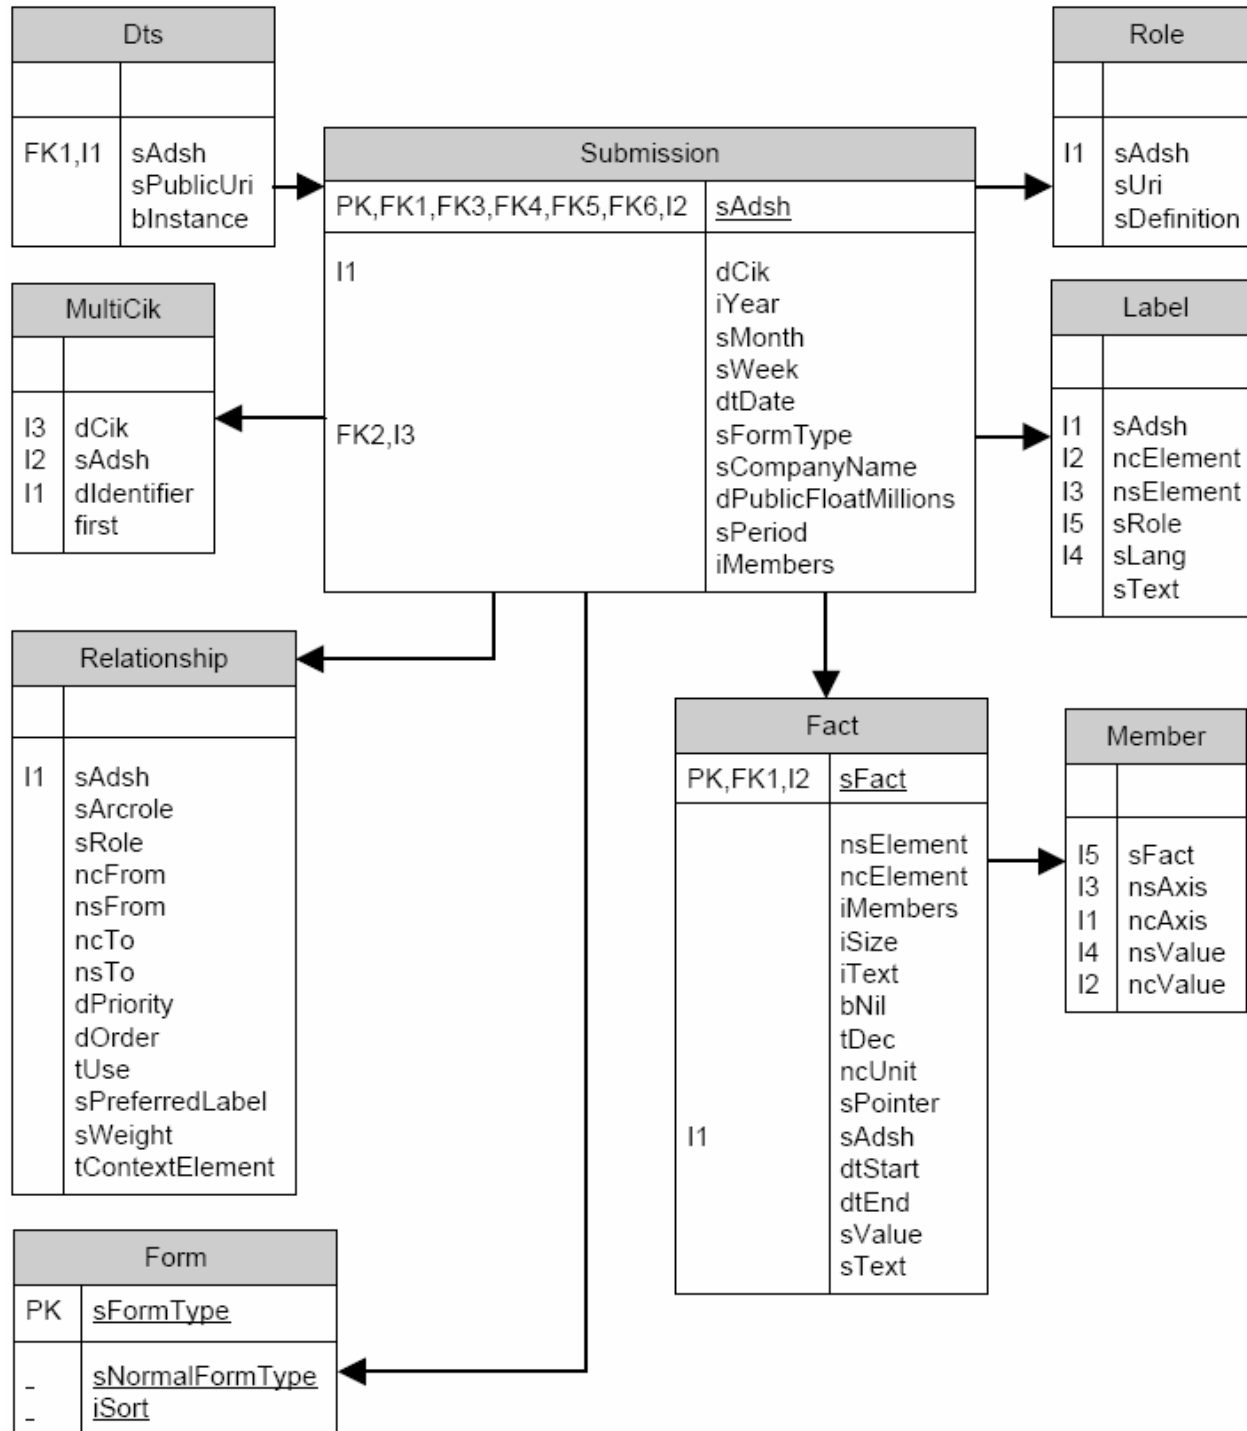 Dts
FK1,I1 sAdsh
sPublicUri
bInstance
Submission
PK,FK1,FK3,FK4,FK5,FK6,I2 sAdsh
I1 dCik
iYear
sMonth
sWeek
dtDate
FK2,I3 sFormType
sCompanyName
dPublicFloatMillions
sPeriod
iMembers
Role
I1 sAdsh
sUri
sDefinition
MultiCik
I3 dCik
I2 sAdsh
I1 dIdentifier
first
Label
I1 sAdsh
I2 ncElement
I3 nsElement
I5 sRole
I4 sLang
sText
Relationship
I1 sAdsh
sArcrole
sRole
ncFrom
nsFrom
ncTo
nsTo
dPriority
dOrder
tUse
sPreferredLabel
sWeight
tContextElement
Fact
PK,FK1,I2 sFact
nsElement
ncElement
iMembers
iSize
iText
bNil
tDec
ncUnit
sPointer
I1 sAdsh
dtStart
dtEnd
sValue
sText
Member
I5 sFact
I3 nsAxis
I1 ncAxis
I4 nsValue
I2 ncValue
Form
PK sFormType
_ sNormalFormType
_ iSort